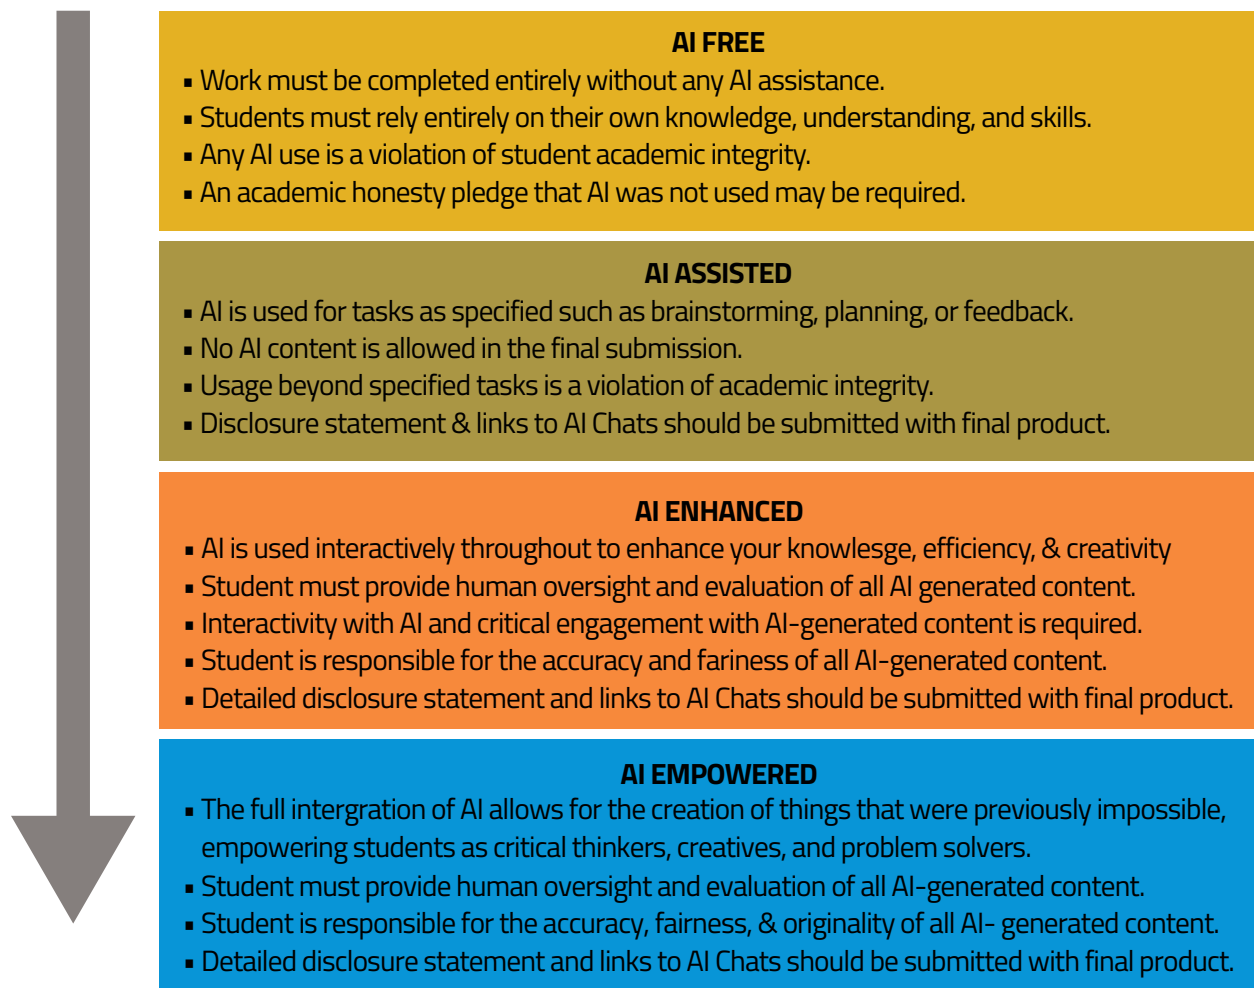 AI FREE
▪ Work must be completed entirely without any AI assistance.
▪ Students must rely entirely on their own knowledge, understanding, and skills.
▪ Any AI use is a violation of student academic integrity.
▪ An academic honesty pledge that AI was not used may be required.
AI ASSISTED
▪ AI is used for tasks as specified such as brainstorming, planning, or feedback.
▪ No AI content is allowed in the final submission.
▪ Usage beyond specified tasks is a violation of academic integrity.
▪ Disclosure statement & links to AI Chats should be submitted with final product.
AI ENHANCED
▪ AI is used interactively throughout to enhance your knowlesge, efficiency, & creativity
▪ Student must provide human oversight and evaluation of all AI generated content.
▪ Interactivity with AI and critical engagement with AI-generated content is required.
▪ Student is responsible for the accuracy and fariness of all AI-generated content.
▪ Detailed disclosure statement and links to AI Chats should be submitted with final product.
AI EMPOWERED
▪ The full intergration of AI allows for the creation of things that were previously impossible,
empowering students as critical thinkers, creatives, and problem solvers.
▪ Student must provide human oversight and evaluation of all AI-generated content.
▪ Student is responsible for the accuracy, fairness, & originality of all AI- generated content.
▪ Detailed disclosure statement and links to AI Chats should be submitted with final product.